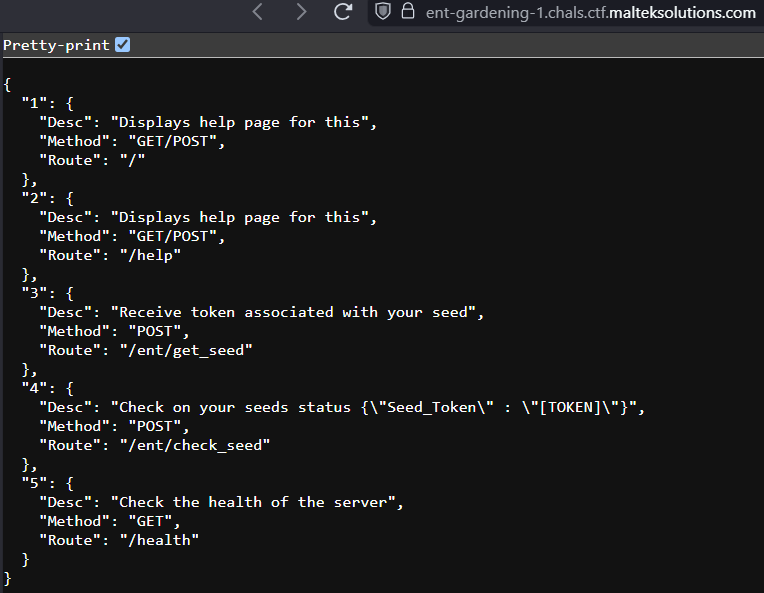 ent-gardening-1.chals.ctf.malteksolutions.com
Pretty-print
{
  "1": {
    "Desc": "Displays help page for this",
    "Method": "GET/POST",
    "Route": "/"
  },
  "2": {
    "Desc": "Displays help page for this",
    "Method": "GET/POST",
    "Route": "/help"
  },
  "3": {
    "Desc": "Receive token associated with your seed",
    "Method": "POST",
    "Route": "/ent/get_seed"
  },
  "4": {
    "Desc": "Check on your seeds status {\"Seed_Token\" : \"[TOKEN]\"}",
    "Method": "POST",
    "Route": "/ent/check_seed"
  },
  "5": {
    "Desc": "Check the health of the server",
    "Method": "GET",
    "Route": "/health"
  }
}